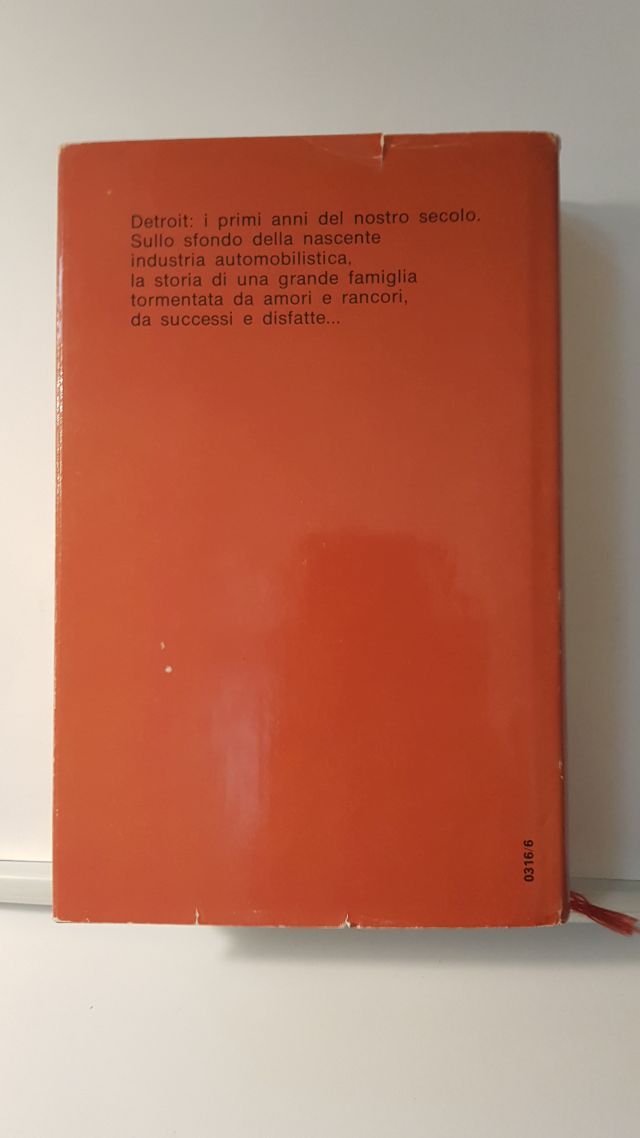 Detroit: i primi anni del nostro secolo.
Sullo sfondo della nascente
industria automobilistica,
la storia di una grande famiglia
tormentata da amori e rancori,
da successi e disfatte...
0316/6